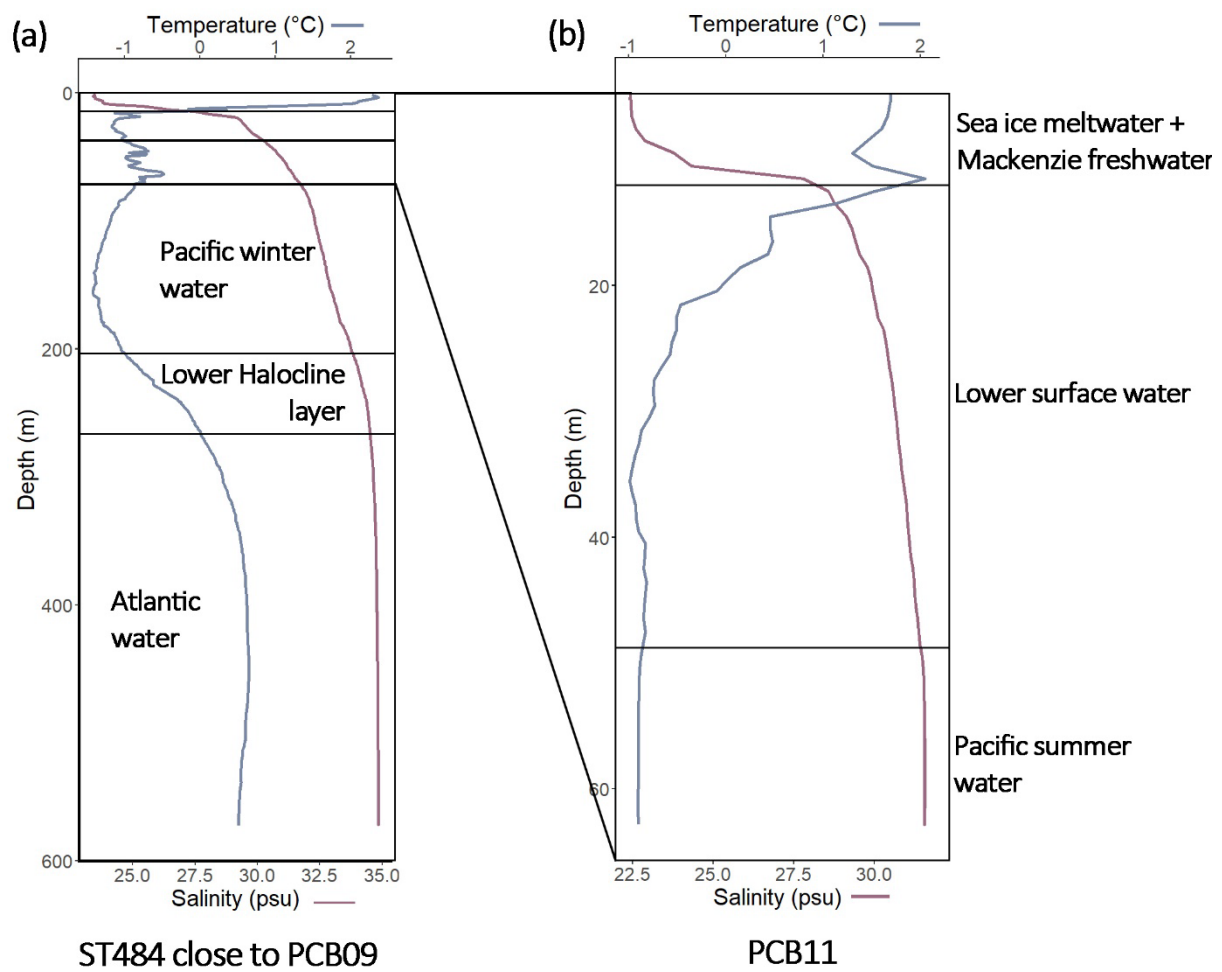 (a)
Temperature (°C)
-1 0 1 2
0
200
400
600
Depth (m)
Pacific winter
water
Lower Halocline
layer
Atlantic
water
25.0 27.5 30.0 32.5 35.0
Salinity (psu)
ST484 close to PCB09
(b)
Temperature (°C)
-1 0 1 2
20
40
60
Depth (m)
Sea ice meltwater +
Mackenzie freshwater
Lower surface water
Pacific summer
water
22.5 25.0 27.5 30.0
Salinity (psu)
PCB11